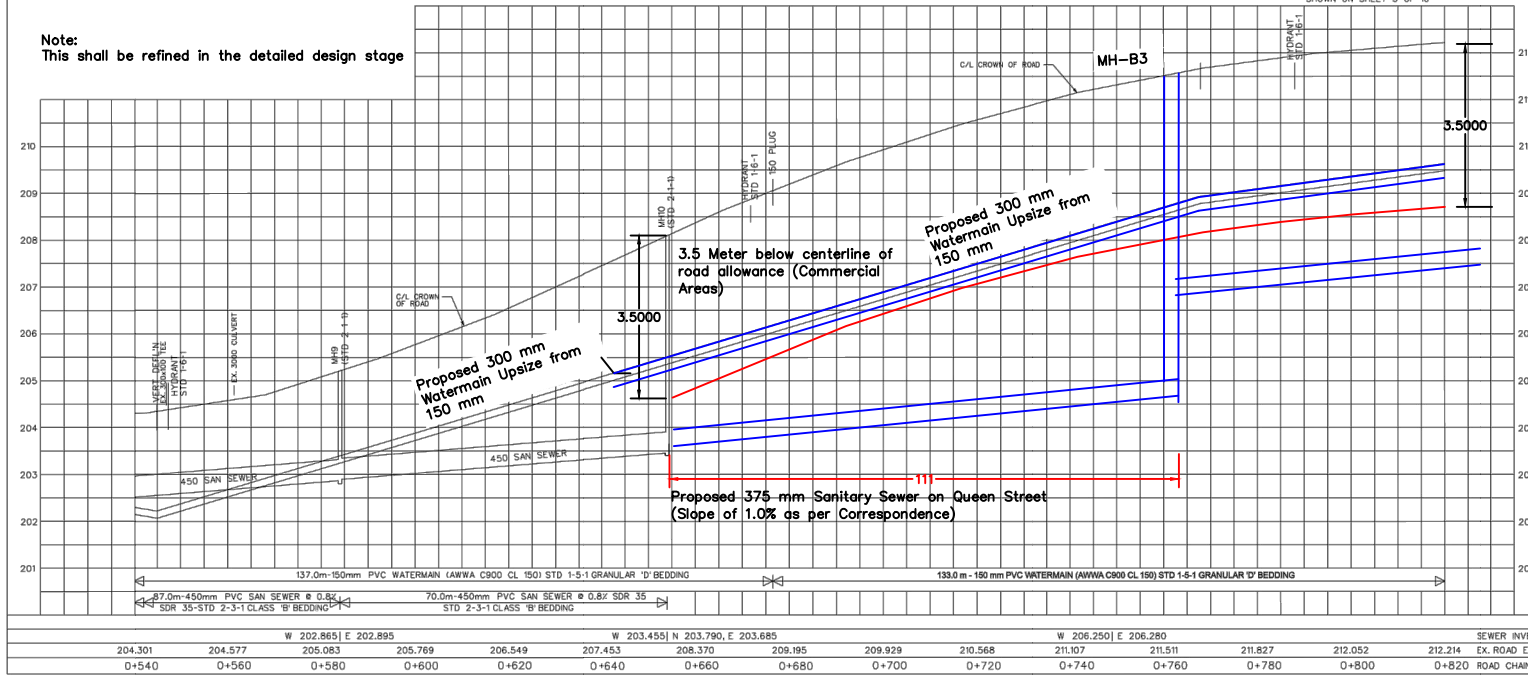 Note:
This shall be refined in the detailed design stage
C/L CROWN OF ROAD
MH-B3
HYDRANT
STD 1-6-1
3.5000
210
209
208
207
206
205
204
203
202
201
HYDRANT
STD 1-6-1
150 PLUG
MH10
(STD 2-1-1)
3.5 Meter below centerline of
road allowance (Commercial
Areas)
Proposed 300 mm
Watermain Upsize from
150 mm
C/L CROWN
OF ROAD
3.5000
Proposed 300 mm
Watermain Upsize from
150 mm
VERT. DEFL'N
EX. 300x100 TEE
HYDRANT
STD 1-6-1
EX. 3090 CULVERT
MH9
(STD 2-1-1)
450 SAN SEWER
450 SAN SEWER
111
Proposed 375 mm Sanitary Sewer on Queen Street
(Slope of 1.0% as per Correspondence)
137.0m-150mm PVC WATERMAIN (AWWA C900 CL 150) STD 1-5-1 GRANULAR 'D' BEDDING
133.0 m - 150 mm PVC WATERMAIN (AWWA C900 CL 150) STD 1-5-1 GRANULAR 'D' BEDDING
87.0m-450mm PVC SAN SEWER @ 0.8%
SDR 35-STD 2-3-1 CLASS 'B' BEDDING
70.0m-450mm PVC SAN SEWER @ 0.8% SDR 35
STD 2-3-1 CLASS 'B' BEDDING
W 202.865| E 202.895 W 203.455| N 203.790, E 203.685 W 206.250| E 206.280 SEWER INVE
204.301 204.577 205.083 205.769 206.549 207.453 208.370 209.195 209.929 210.568 211.107 211.511 211.827 212.052 212.214 EX. ROAD E
0+540 0+560 0+580 0+600 0+620 0+640 0+660 0+680 0+700 0+720 0+740 0+760 0+780 0+800 0+820 ROAD CHAIN